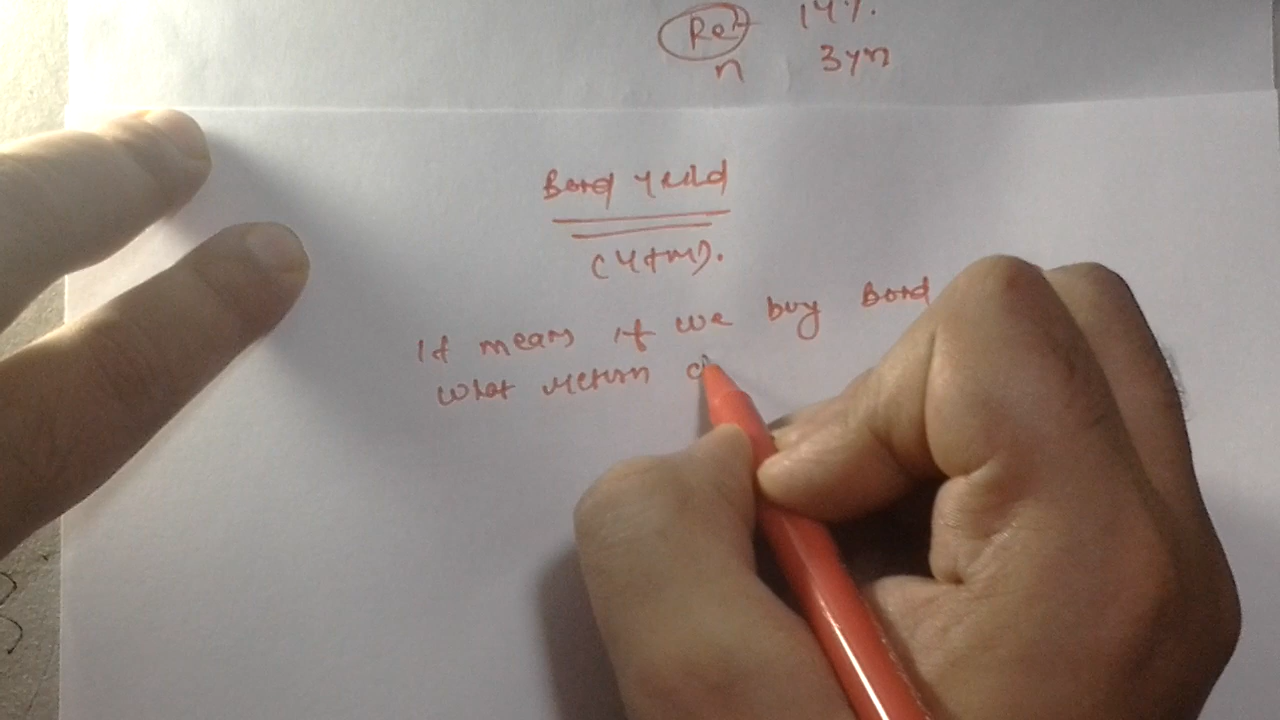 Ret 14%.
n 3yrs
Bond Yield
(YTM).
It means if we buy Bond
what return